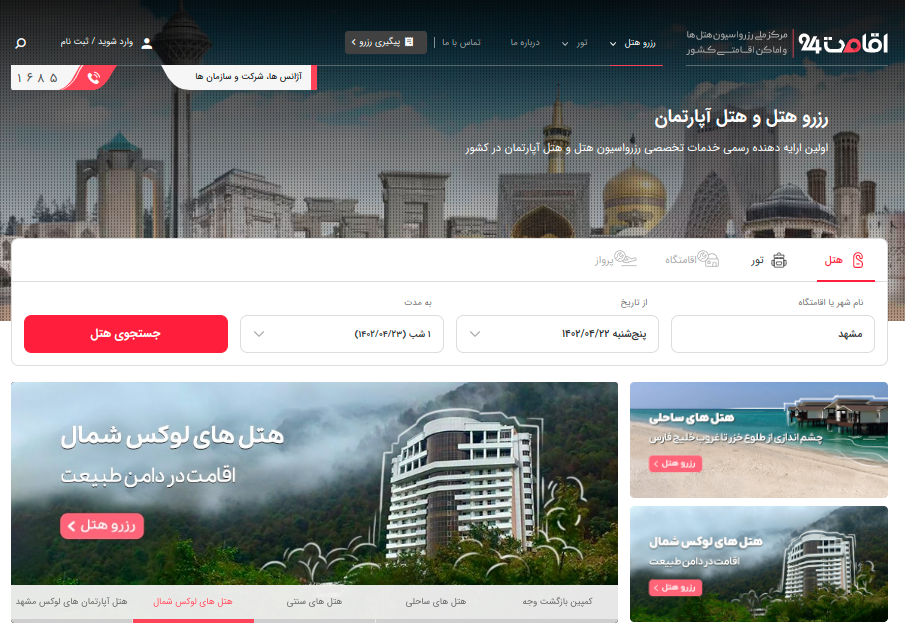 اقامت 24
مرکز ملی رزرواسیون هتل ها
و اماکن اقـامتـــی کشـور
رزرو هتل
تور
درباره ما
تماس با ما
پیگیری رزرو
وارد شوید / ثبت نام
آژانس ها، شرکت و سازمان ها
۱۶۸۵
رزرو هتل و هتل آپارتمان
اولین ارایه دهنده رسمی خدمات تخصصی رزرواسیون هتل و هتل آپارتمان در کشور
هتل
تور
اقامتگاه
پرواز
نام شهر یا اقامتگاه
از تاریخ
به مدت
مشهد
پنج‌شنبه ۱۴۰۲/۰۴/۲۲
۱ شب (۱۴۰۲/۰۴/۲۳)
جستجوی هتل
هتل های ساحلی
چشم اندازی از طلوع خزر تا غروب خلیج فارس
رزرو هتل
هتل های لوکس شمال
اقامت در دامن طبیعت
رزرو هتل
هتل های لوکس شمال
اقامت در دامن طبیعت
رزرو هتل
کمپین بازگشت وجه
هتل های ساحلی
هتل های سنتی
هتل های لوکس شمال
هتل آپارتمان های لوکس مشهد